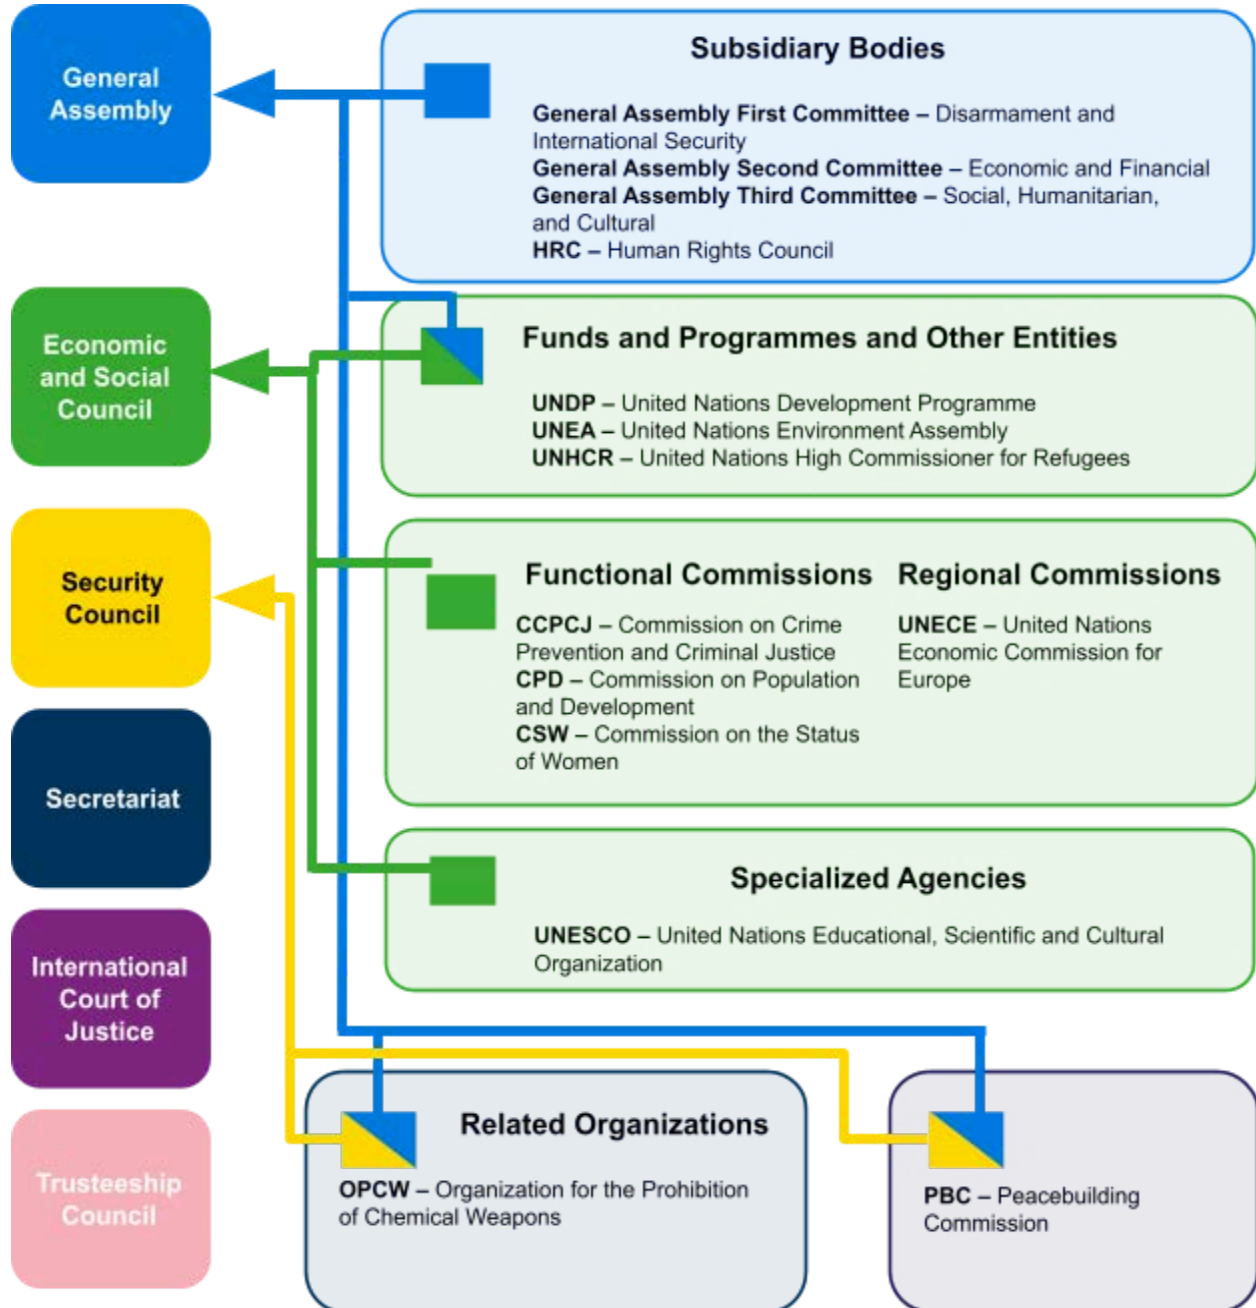 General
Assembly
Subsidiary Bodies
General Assembly First Committee – Disarmament and
International Security
General Assembly Second Committee – Economic and Financial
General Assembly Third Committee – Social, Humanitarian,
and Cultural
HRC – Human Rights Council
Economic
and Social
Council
Funds and Programmes and Other Entities
UNDP – United Nations Development Programme
UNEA – United Nations Environment Assembly
UNHCR – United Nations High Commissioner for Refugees
Security
Council
Functional Commissions
CCPCJ – Commission on Crime
Prevention and Criminal Justice
CPD – Commission on Population
and Development
CSW – Commission on the Status
of Women
Regional Commissions
UNECE – United Nations
Economic Commission for
Europe
Secretariat
Specialized Agencies
UNESCO – United Nations Educational, Scientific and Cultural
Organization
International
Court of
Justice
Trusteeship
Council
Related Organizations
OPCW – Organization for the Prohibition
of Chemical Weapons
PBC – Peacebuilding
Commission